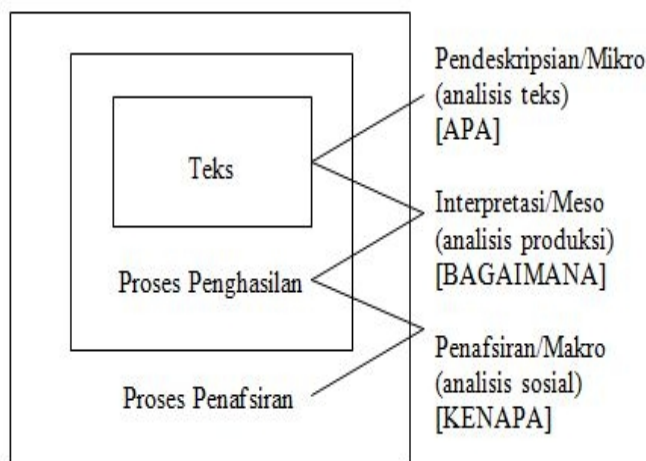 Teks
Proses Penghasilan
Proses Penafsiran
Pendeskripsian/Mikro
(analisis teks)
[APA]
Interpretasi/Meso
(analisis produksi)
[BAGAIMANA]
Penafsiran/Makro
(analisis sosial)
[KENAPA]